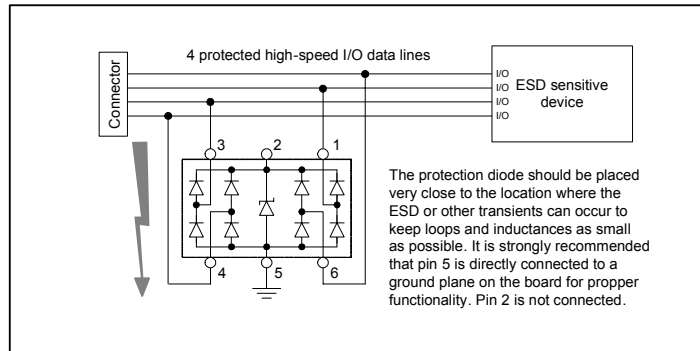 4 protected high-speed I/O data lines
Connector
I/O
I/O
I/O
I/O
ESD sensitive
device
3
2
1
4
5
6
The protection diode should be placed
very close to the location where the
ESD or other transients can occur to
keep loops and inductances as small
as possible. It is strongly recommended
that pin 5 is directly connected to a
ground plane on the board for propper
functionality. Pin 2 is not connected.